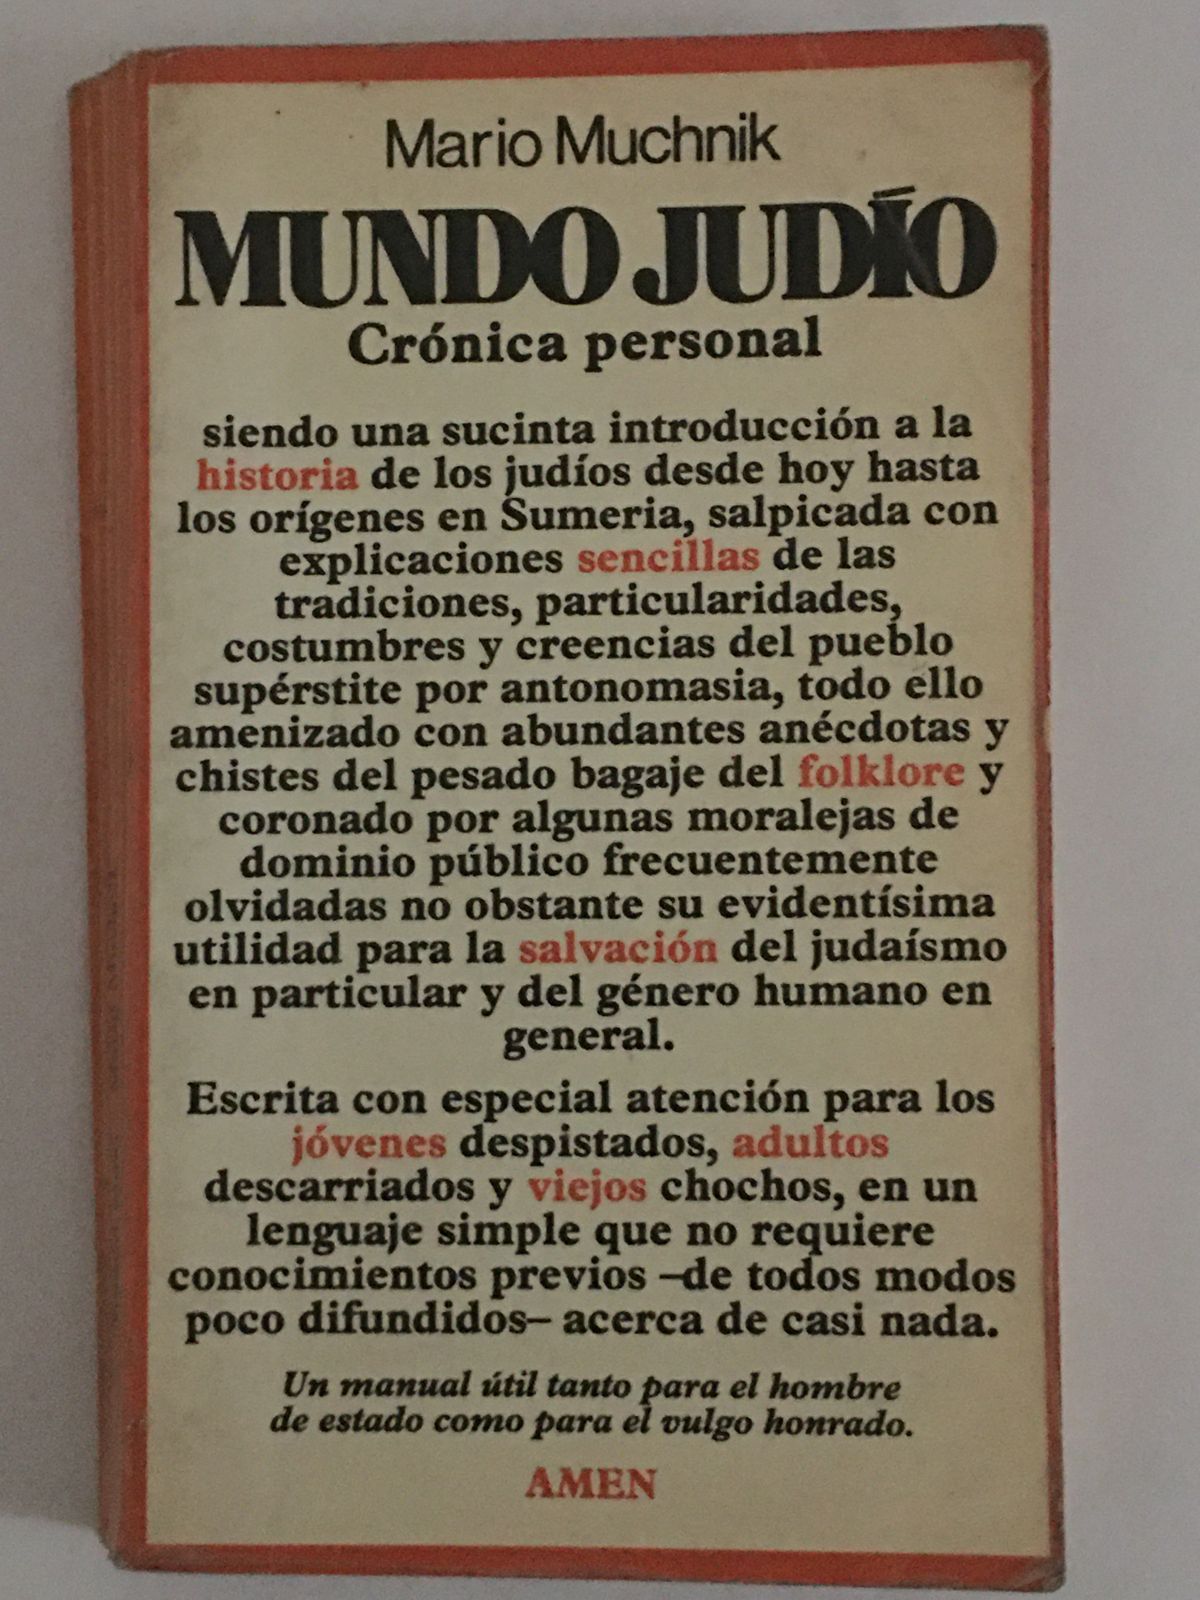 Mario Muchnik
MUNDO JUDÍO
Crónica personal
siendo una sucinta introducción a la
historia de los judíos desde hoy hasta
los orígenes en Sumeria, salpicada con
explicaciones sencillas de las
tradiciones, particularidades,
costumbres y creencias del pueblo
supérstite por antonomasia, todo ello
amenizado con abundantes anécdotas y
chistes del pesado bagaje del folklore y
coronado por algunas moralejas de
dominio público frecuentemente
olvidadas no obstante su evidentísima
utilidad para la salvación del judaísmo
en particular y del género humano en
general.
Escrita con especial atención para los
jóvenes despistados, adultos
descarriados y viejos chochos, en un
lenguaje simple que no requiere
conocimientos previos –de todos modos
poco difundidos– acerca de casi nada.
Un manual útil tanto para el hombre
de estado como para el vulgo honrado.
AMEN